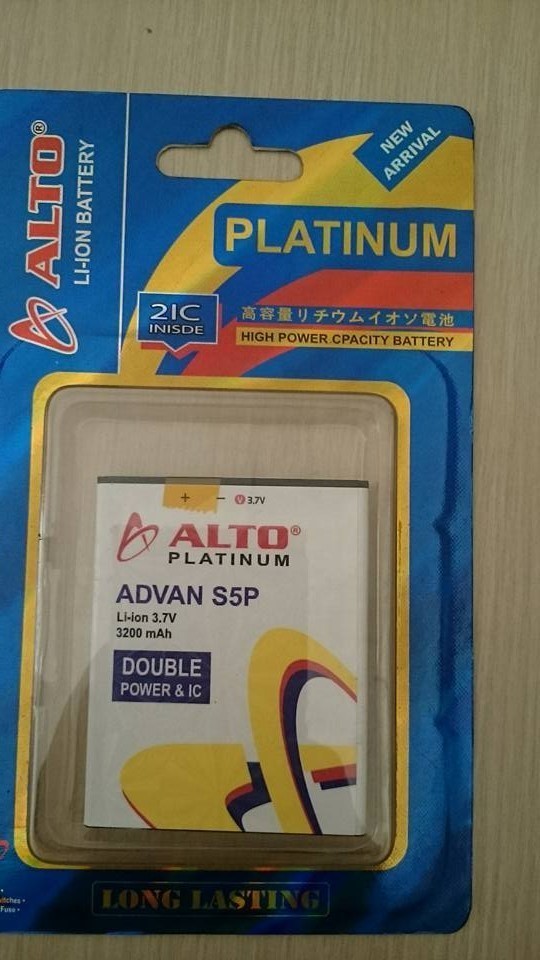 ALTO®
LI-ION BATTERY
NEW
ARRIVAL
PLATINUM
2IC
INISDE
高容量リチウムイオソ電池
HIGH POWER CPACITY BATTERY
+ − V 3.7V
ALTO®
PLATINUM
ADVAN S5P
Li-ion 3.7V
3200 mAh
DOUBLE
POWER & IC
LONG LASTING
Fuse •